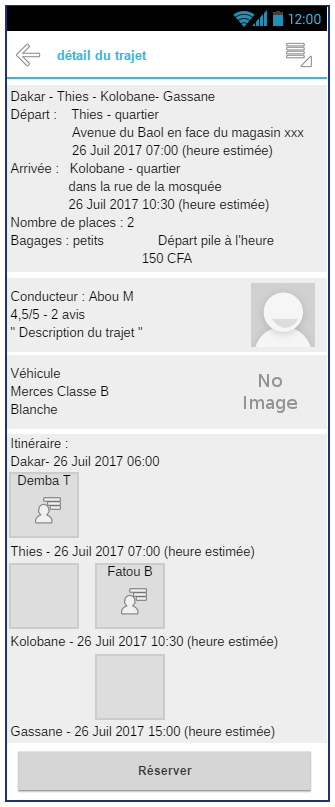 12:00
détail du trajet
Dakar - Thies - Kolobane- Gassane
Départ : Thies - quartier
Avenue du Baol en face du magasin xxx
26 Juil 2017 07:00 (heure estimée)
Arrivée : Kolobane - quartier
dans la rue de la mosquée
26 Juil 2017 10:30 (heure estimée)
Nombre de places : 2
Bagages : petits Départ pile à l'heure
150 CFA
Conducteur : Abou M
4,5/5 - 2 avis
" Description du trajet "
Véhicule
Merces Classe B
Blanche
No
Image
Itinéraire :
Dakar- 26 Juil 2017 06:00
Demba T
Thies - 26 Juil 2017 07:00 (heure estimée)
Fatou B
Kolobane - 26 Juil 2017 10:30 (heure estimée)
Gassane - 26 Juil 2017 15:00 (heure estimée)
Réserver